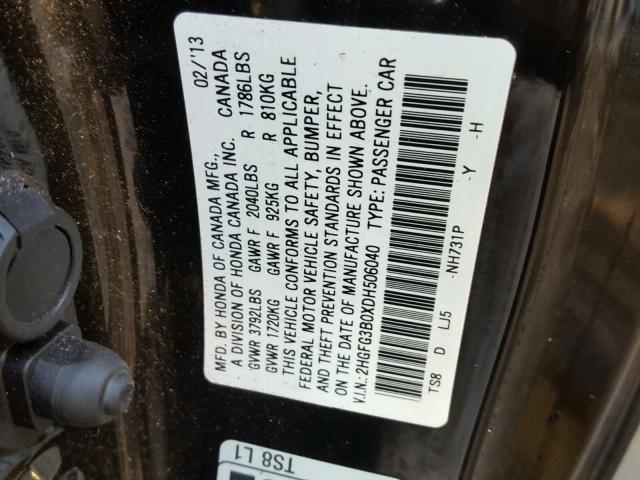 MFD. BY HONDA OF CANADA MFG., 02/'13
A DIVISION OF HONDA CANADA INC. CANADA
GVWR 3792LBS GAWR F 2040LBS R 1786LBS
GVWR 1720KG GAWR F 925KG R 810KG
THIS VEHICLE CONFORMS TO ALL APPLICABLE
FEDERAL MOTOR VEHICLE SAFETY, BUMPER,
AND THEFT PREVENTION STANDARDS IN EFFECT
ON THE DATE OF MANUFACTURE SHOWN ABOVE.
V.I.N.: 2HGFG3B0XDH506040 TYPE: PASSENGER CAR
TS8 D LJ5 -NH731P -Y -H
TS8 L1